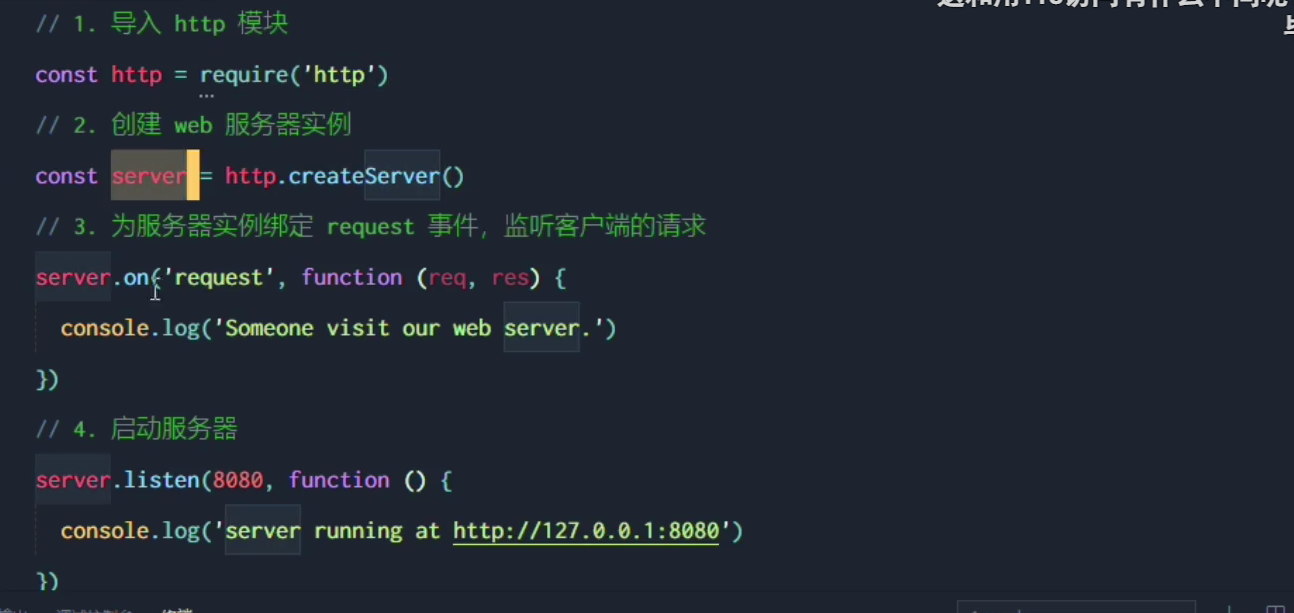 // 1. 导入 http 模块
const http = require('http')
// 2. 创建 web 服务器实例
const server = http.createServer()
// 3. 为服务器实例绑定 request 事件，监听客户端的请求
server.on('request', function (req, res) {
  console.log('Someone visit our web server.')
})
// 4. 启动服务器
server.listen(8080, function () {
  console.log('server running at http://127.0.0.1:8080')
})